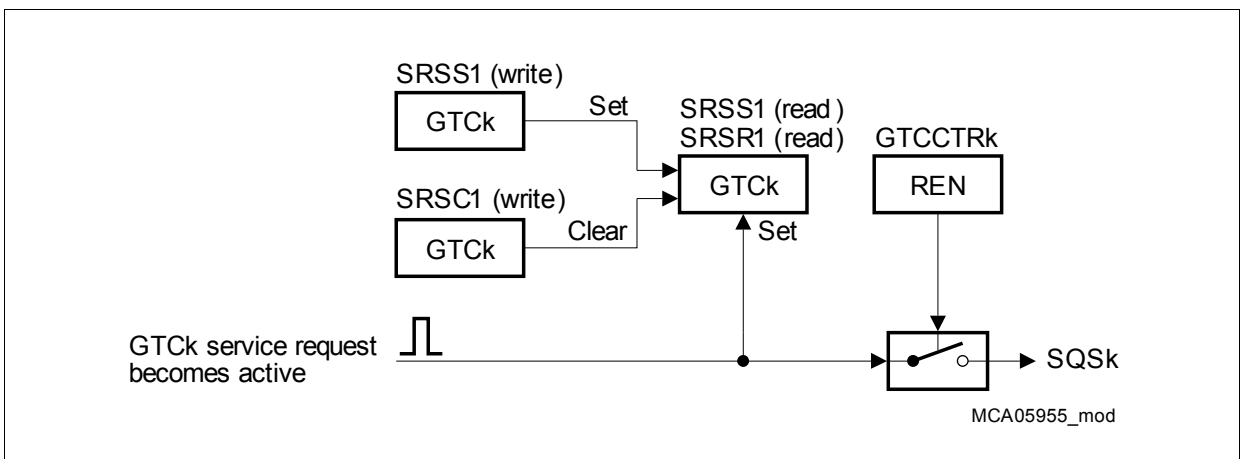 SRSS1 (write)
GTCk
Set
SRSS1 (read )
SRSR1 (read)
GTCk
GTCCTRk
REN
SRSC1 (write)
GTCk
Clear
Set
GTCk service request
becomes active
SQSk
MCA05955_mod